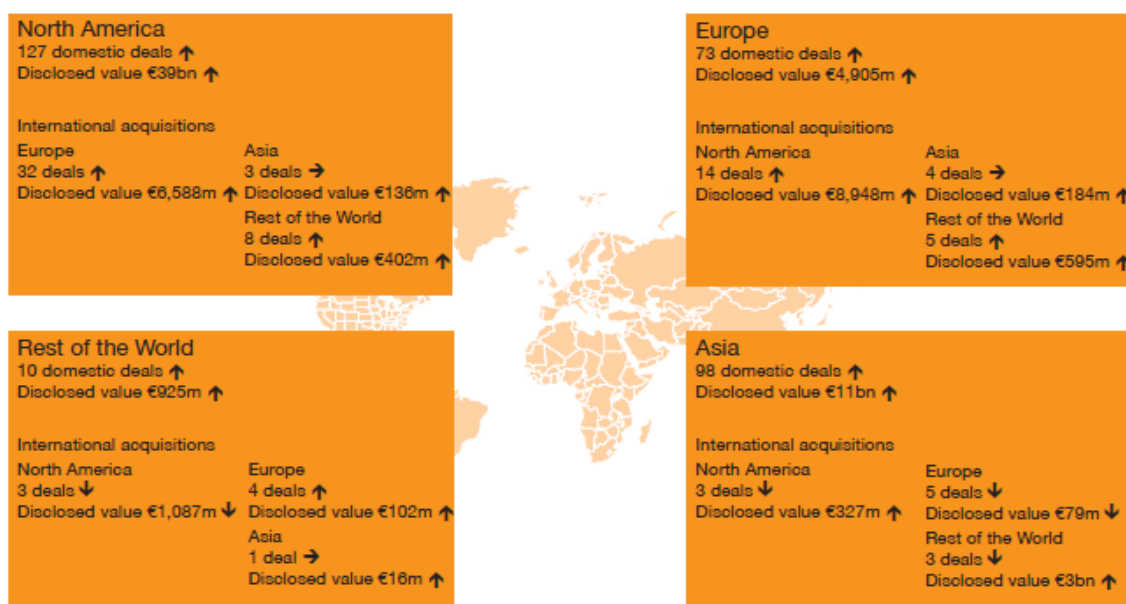 North America
127 domestic deals ↑
Disclosed value €39bn ↑
International acquisitions
Europe
32 deals ↑
Disclosed value €6,588m ↑
Asia
3 deals →
Disclosed value €136m ↑
Rest of the World
8 deals ↑
Disclosed value €402m ↑
Europe
73 domestic deals ↑
Disclosed value €4,905m ↑
International acquisitions
North America
14 deals ↑
Disclosed value €8,948m ↑
Asia
4 deals →
Disclosed value €184m ↑
Rest of the World
5 deals ↑
Disclosed value €595m ↑
Rest of the World
10 domestic deals ↑
Disclosed value €925m ↑
International acquisitions
North America
3 deals ↓
Disclosed value €1,087m ↓
Europe
4 deals ↑
Disclosed value €102m ↑
Asia
1 deal →
Disclosed value €16m ↑
Asia
98 domestic deals ↑
Disclosed value €11bn ↑
International acquisitions
North America
3 deals ↓
Disclosed value €327m ↑
Europe
5 deals ↓
Disclosed value €79m ↓
Rest of the World
3 deals ↓
Disclosed value €3bn ↑